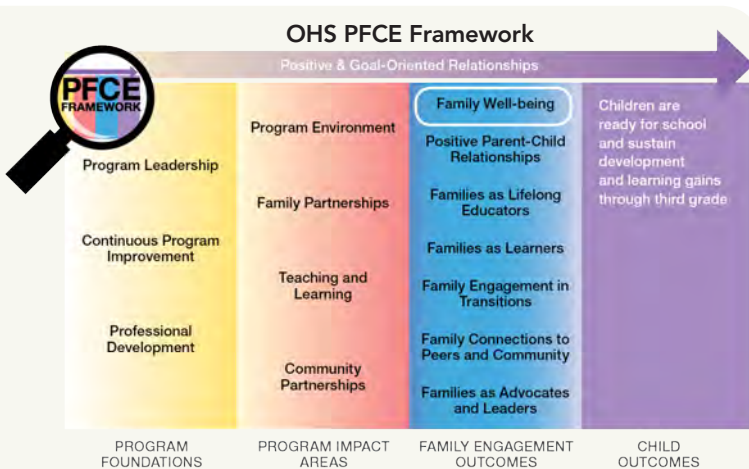 OHS PFCE Framework
Positive & Goal-Oriented Relationships
PFCE
FRAMEWORK
Program Leadership
Continuous Program
Improvement
Professional
Development
Program Environment
Family Partnerships
Teaching and
Learning
Community
Partnerships
Family Well-being
Positive Parent-Child
Relationships
Families as Lifelong
Educators
Families as Learners
Family Engagement in
Transitions
Family Connections to
Peers and Community
Families as Advocates
and Leaders
Children are
ready for school
and sustain
development
and learning gains
through third grade
PROGRAM
FOUNDATIONS
PROGRAM IMPACT
AREAS
FAMILY ENGAGEMENT
OUTCOMES
CHILD
OUTCOMES